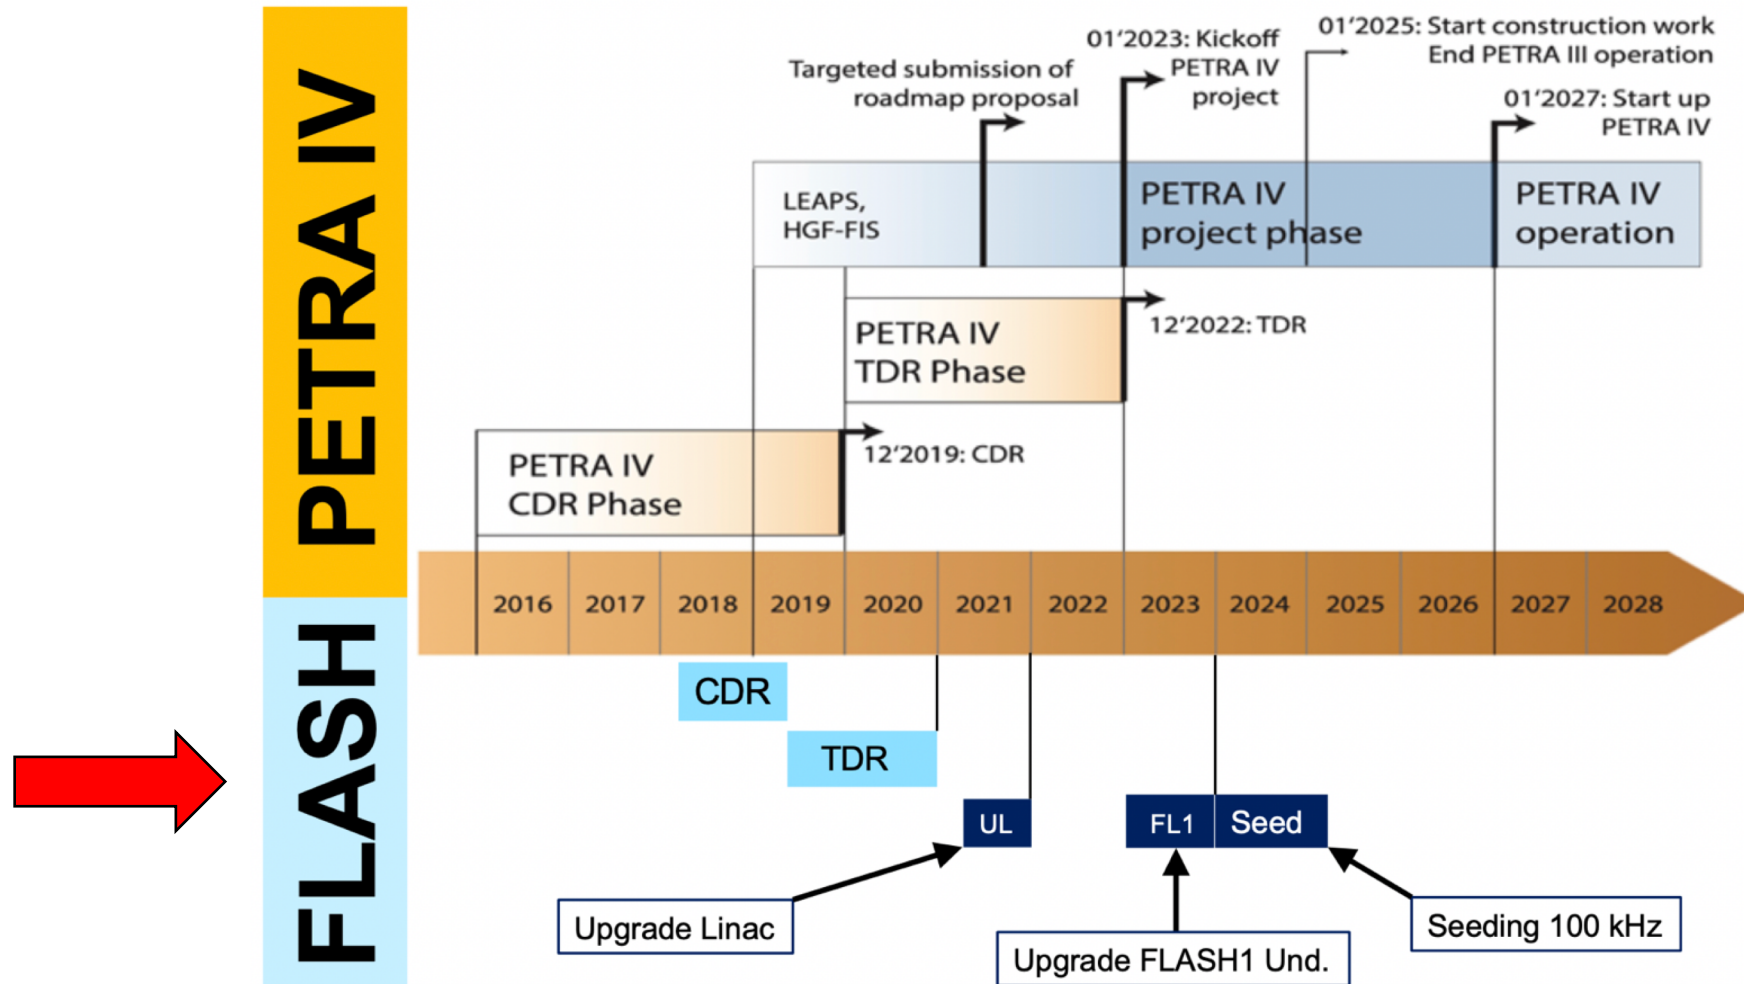 PETRA IV
FLASH
01'2025: Start construction work
End PETRA III operation
01'2023: Kickoff
PETRA IV
project
Targeted submission of
roadmap proposal
01'2027: Start up
PETRA IV
LEAPS,
HGF-FIS
PETRA IV
project phase
PETRA IV
operation
PETRA IV
TDR Phase
12'2022: TDR
PETRA IV
CDR Phase
12'2019: CDR
2016 2017 2018 2019 2020 2021 2022 2023 2024 2025 2026 2027 2028
CDR
TDR
UL
FL1
Seed
Upgrade Linac
Upgrade FLASH1 Und.
Seeding 100 kHz